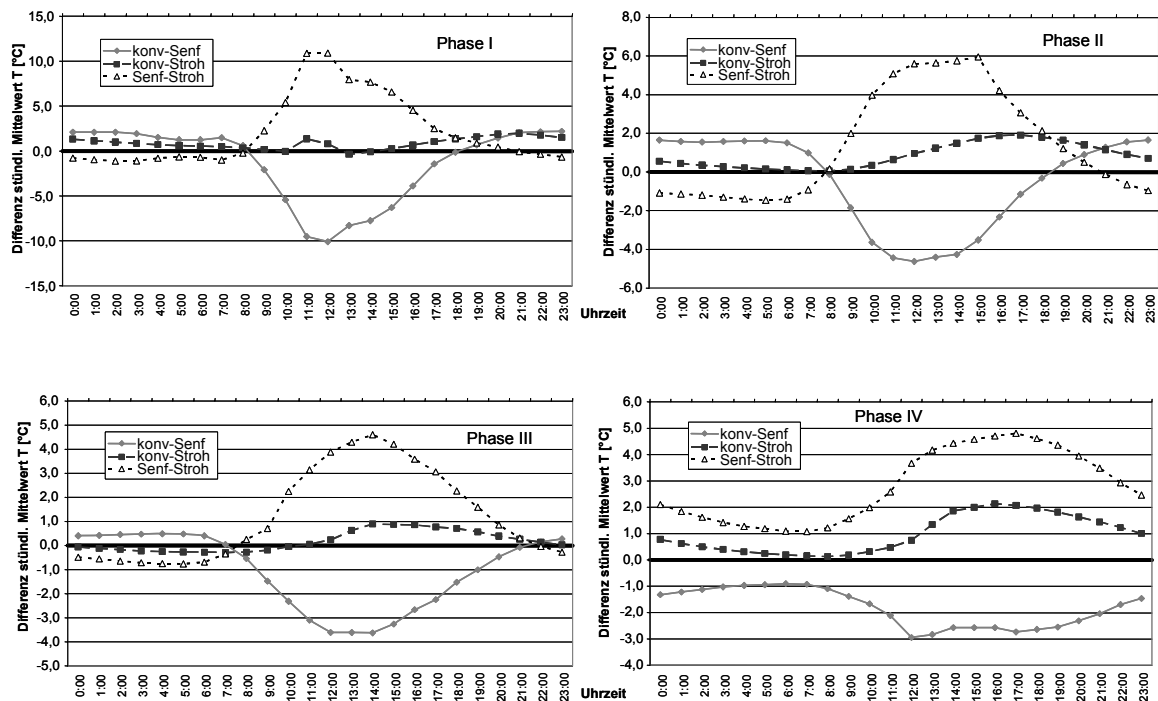 Phase I
konv-Senf
konv-Stroh
Senf-Stroh
Differenz stündl. Mittelwert T [°C]
15,0
10,0
5,0
0,0
-5,0
-10,0
-15,0
0:00 1:00 2:00 3:00 4:00 5:00 6:00 7:00 8:00 9:00 10:00 11:00 12:00 13:00 14:00 15:00 16:00 17:00 18:00 19:00 20:00 21:00 22:00 23:00
Phase II
konv-Senf
konv-Stroh
Senf-Stroh
Differenz stündl. Mittelwert T [°C]
8,0
6,0
4,0
2,0
0,0
-2,0
-4,0
-6,0
0:00 1:00 2:00 3:00 4:00 5:00 6:00 7:00 8:00 9:00 10:00 11:00 12:00 13:00 14:00 15:00 16:00 17:00 18:00 19:00 20:00 21:00 22:00 23:00
Uhrzeit
Phase III
konv-Senf
konv-Stroh
Senf-Stroh
Differenz stündl. Mittelwert T [°C]
6,0
5,0
4,0
3,0
2,0
1,0
0,0
-1,0
-2,0
-3,0
-4,0
-5,0
0:00 1:00 2:00 3:00 4:00 5:00 6:00 7:00 8:00 9:00 10:00 11:00 12:00 13:00 14:00 15:00 16:00 17:00 18:00 19:00 20:00 21:00 22:00 23:00
Phase IV
konv-Senf
konv-Stroh
Senf-Stroh
Differenz stündl. Mittelwert T [°C]
6,0
5,0
4,0
3,0
2,0
1,0
0,0
-1,0
-2,0
-3,0
-4,0
0:00 1:00 2:00 3:00 4:00 5:00 6:00 7:00 8:00 9:00 10:00 11:00 12:00 13:00 14:00 15:00 16:00 17:00 18:00 19:00 20:00 21:00 22:00 23:00
Uhrzeit